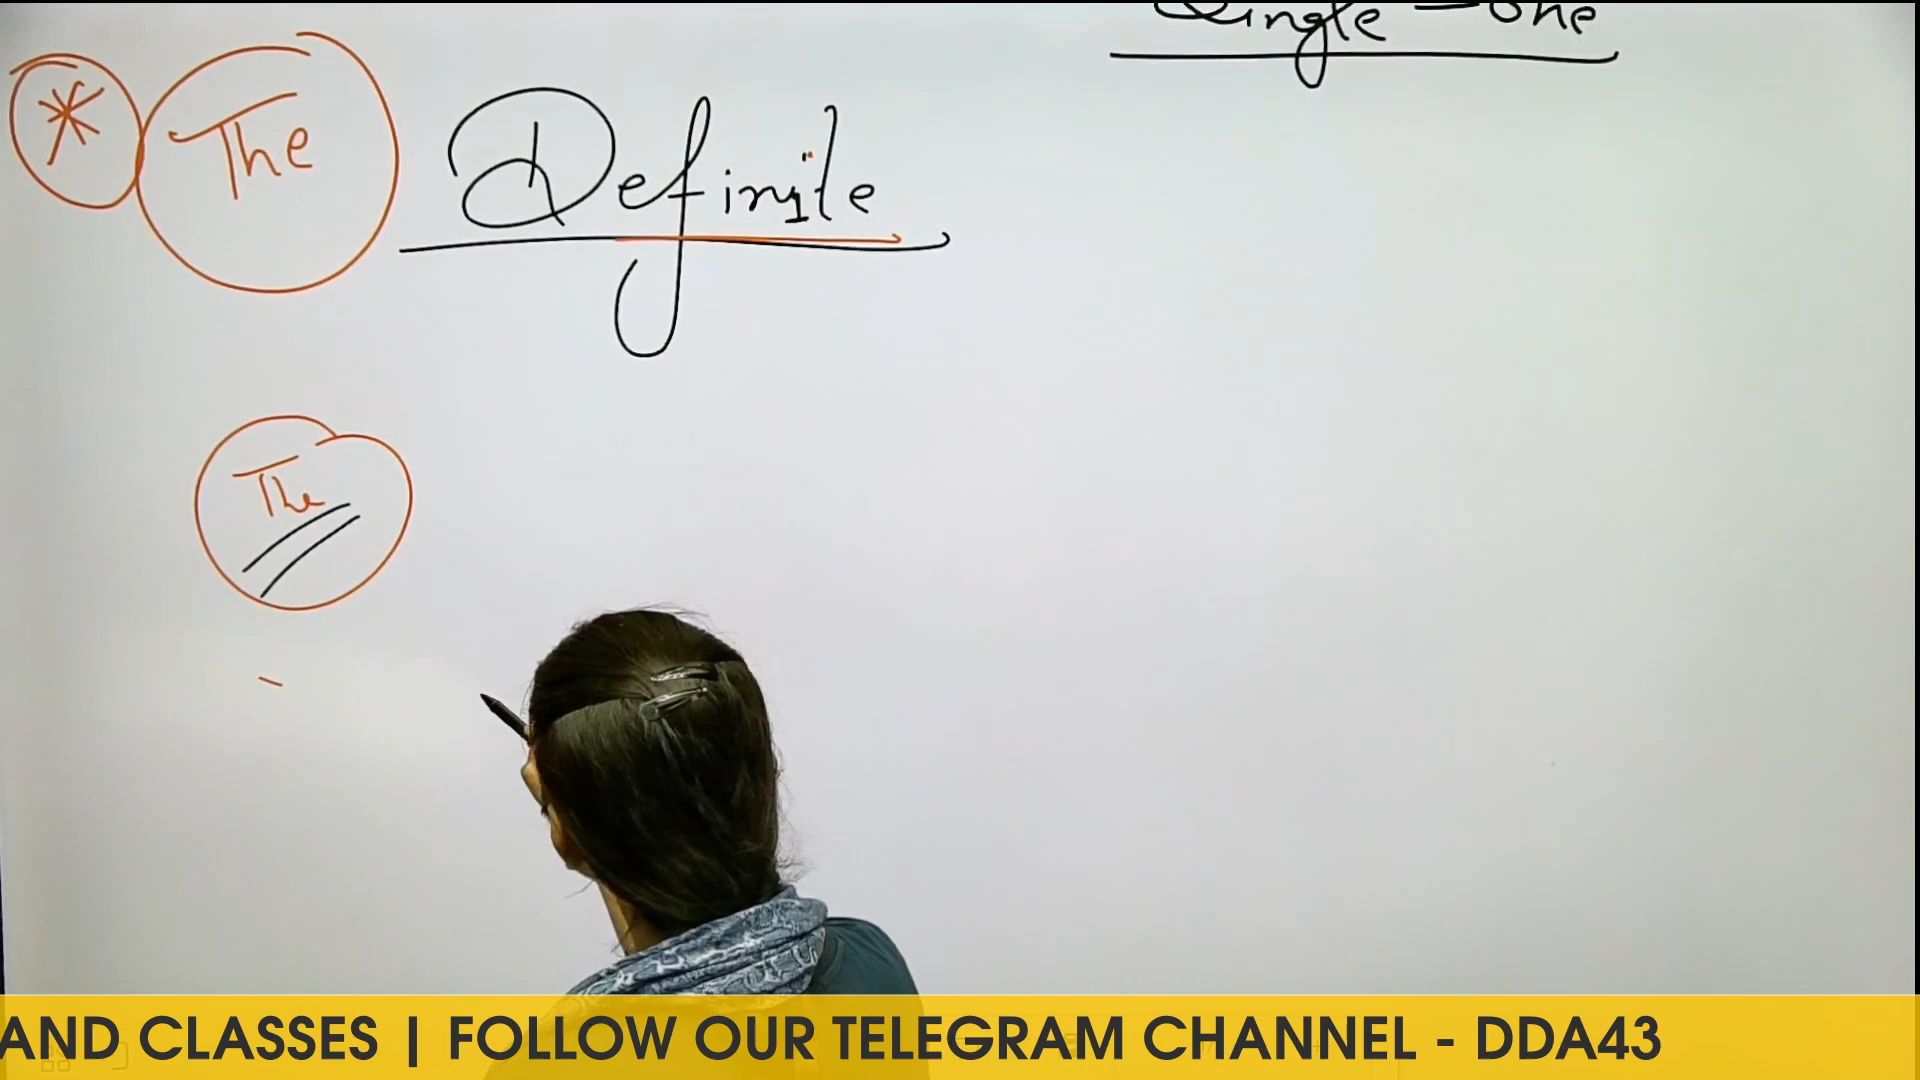 Single - one
* The Definite
The
AND CLASSES | FOLLOW OUR TELEGRAM CHANNEL - DDA43